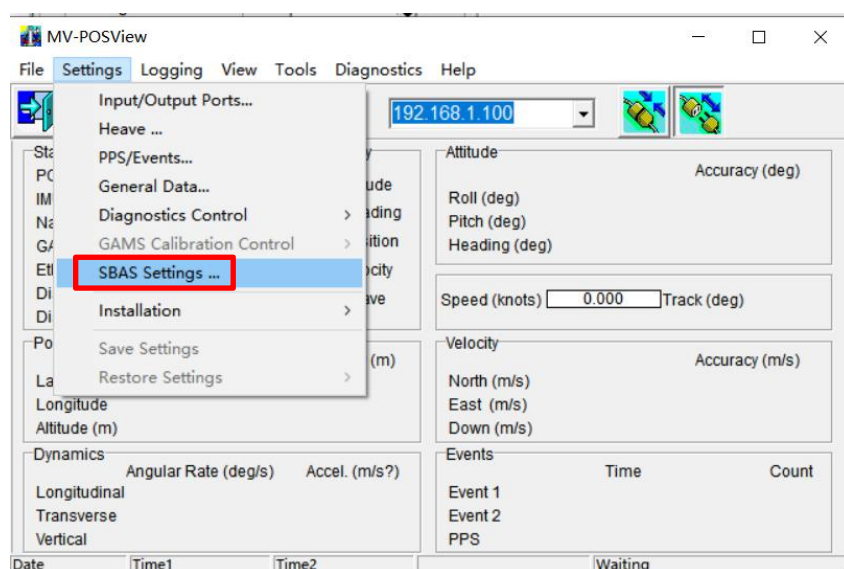 MV-POSView
File Settings Logging View Tools Diagnostics Help
192.168.1.100
Input/Output Ports...
Heave ...
PPS/Events...
General Data...
Diagnostics Control
GAMS Calibration Control
SBAS Settings ...
Installation
Save Settings
Restore Settings
Attitude
Accuracy (deg)
Roll (deg)
Pitch (deg)
Heading (deg)
Speed (knots) 0.000 Track (deg)
(m)
Longitude
Altitude (m)
Velocity
Accuracy (m/s)
North (m/s)
East (m/s)
Down (m/s)
Dynamics
Angular Rate (deg/s) Accel. (m/s?)
Longitudinal
Transverse
Vertical
Events
Time Count
Event 1
Event 2
PPS
Date Time1 Time2 Waiting